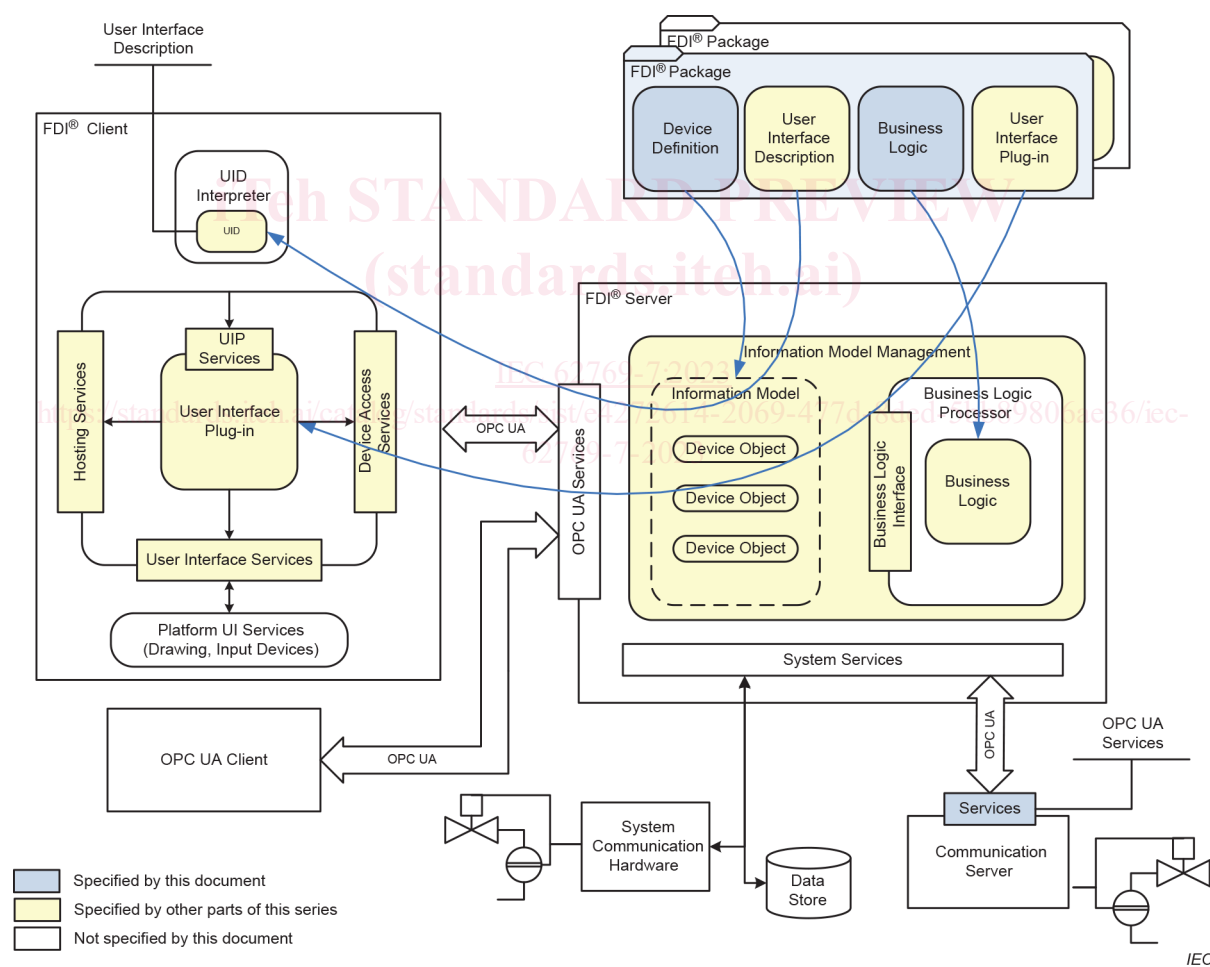 User Interface
Description
FDI® Package
FDI® Package
Device
Definition
User
Interface
Description
Business
Logic
User
Interface
Plug-in
FDI® Client
UID
Interpreter
UID
iTeh STANDARD PREVIEW
(standards.iteh.ai)
FDI® Server
UIP
Services
User Interface
Plug-in
Hosting Services
Device Access
Services
User Interface Services
Platform UI Services
(Drawing, Input Devices)
OPC UA
OPC UA Services
Information Model Management
Information Model
Device Object
Device Object
Device Object
Business Logic
Processor
Business Logic
Interface
Business
Logic
IEC 62769-7:2023
System Services
OPC UA Client
OPC UA
OPC UA
OPC UA
Services
Services
System
Communication
Hardware
Data
Store
Communication
Server
Specified by this document
Specified by other parts of this series
Not specified by this document
IEC